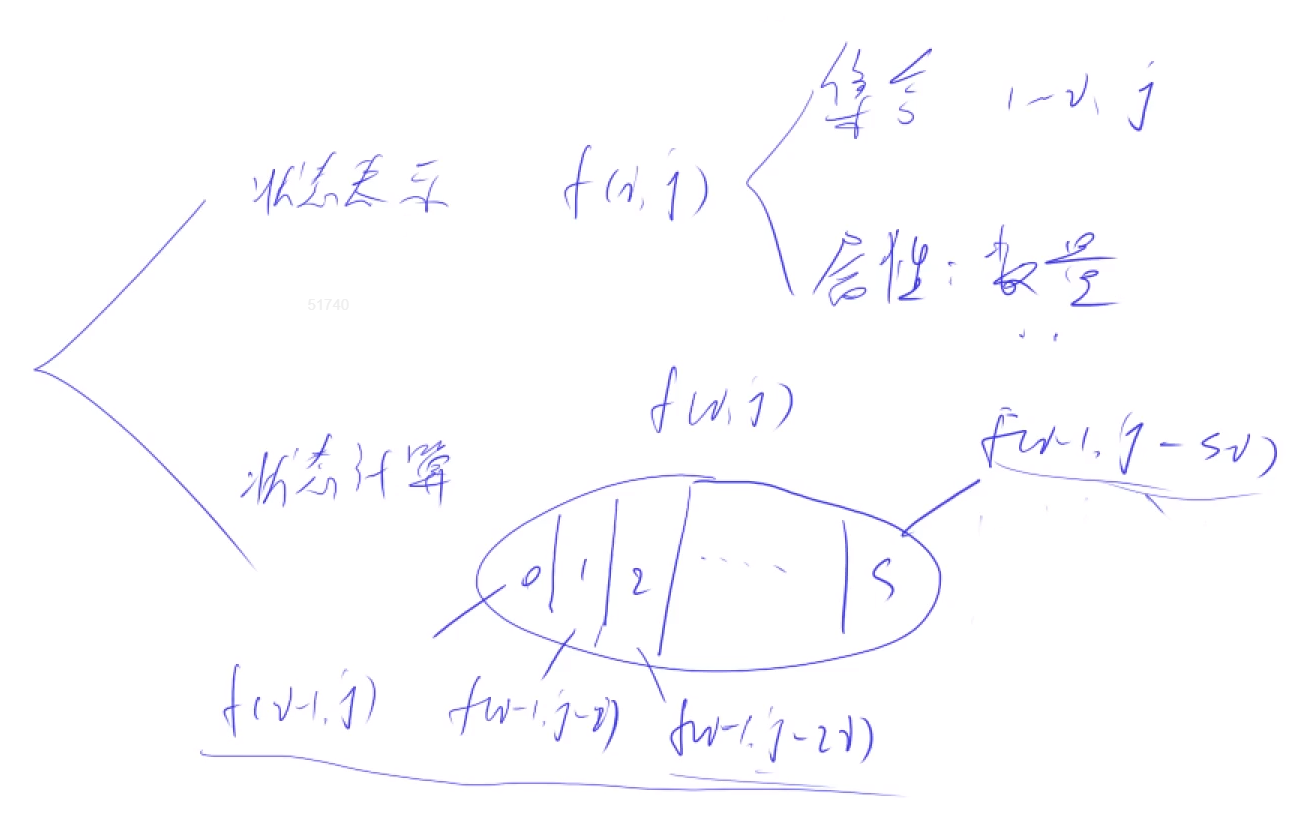 集合 1~i, j
状态表示 f(i, j)
属性：数量
51740
f(i, j)
f(i-1, j-si)
状态计算
0 1 2 ..... s
f(i-1, j) f(i-1, j-i) f(i-1, j-2i)